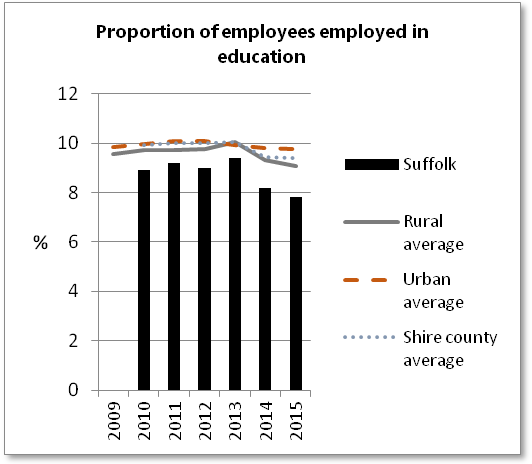 Proportion of employees employed in
education
12
10
8
6
4
2
0
%
2009
2010
2011
2012
2013
2014
2015
Suffolk
Rural
average
Urban
average
Shire county
average